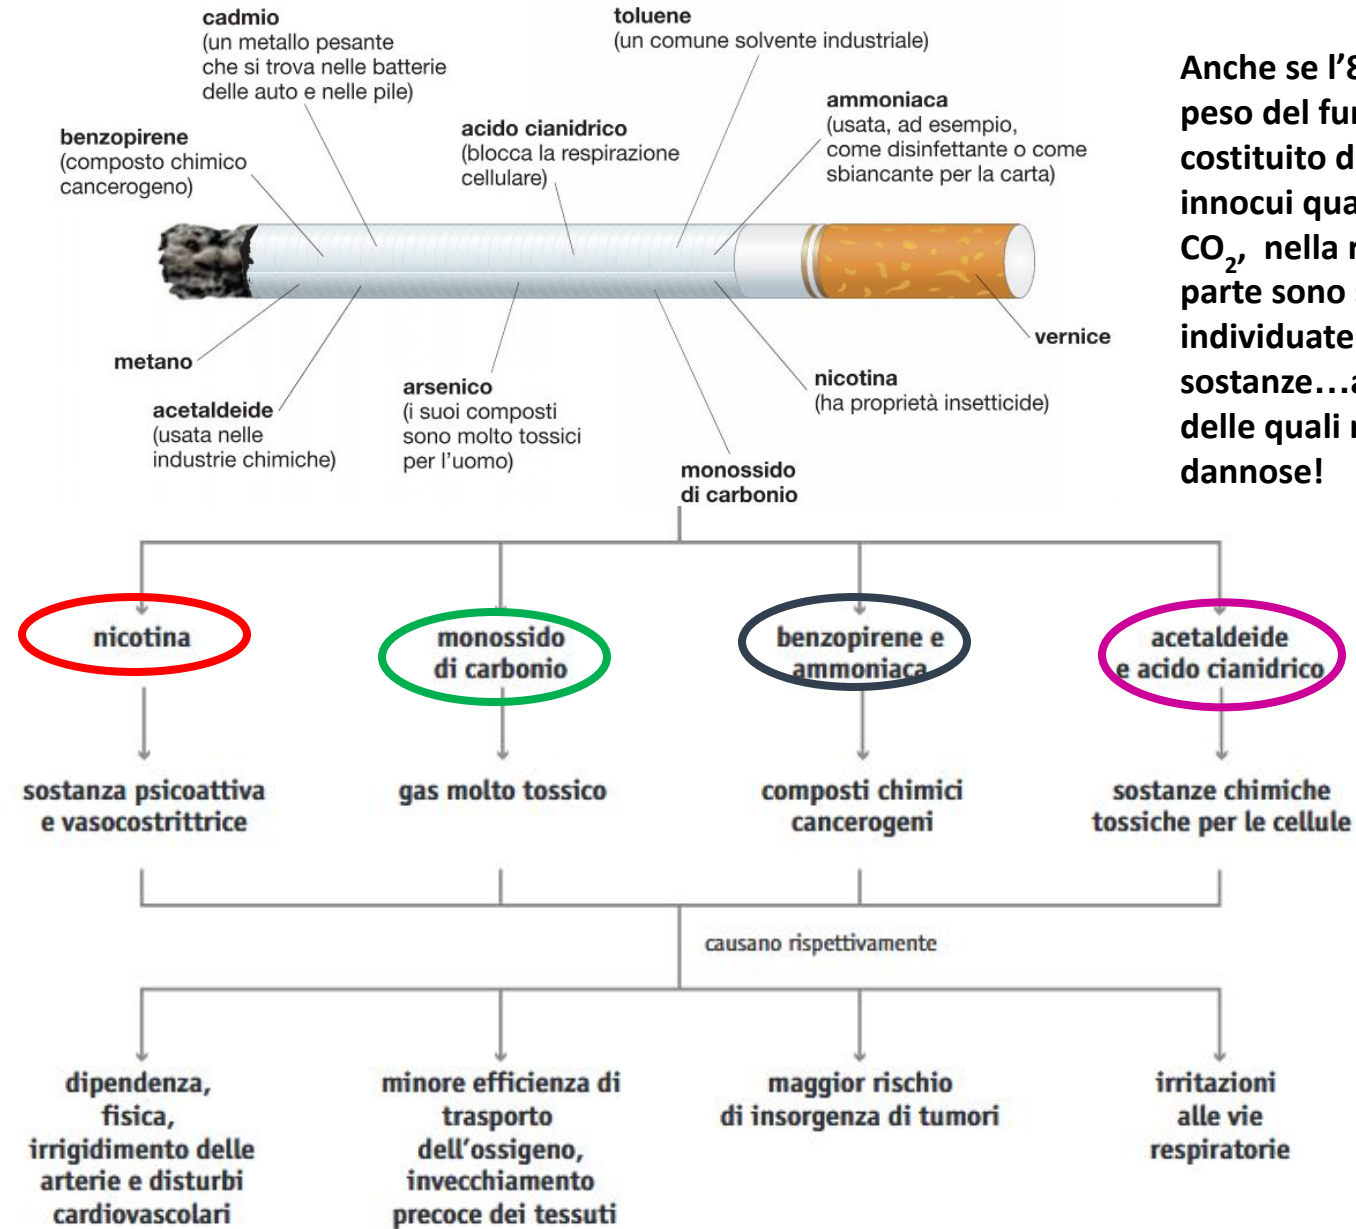 cadmio
(un metallo pesante
che si trova nelle batterie
delle auto e nelle pile)
toluene
(un comune solvente industriale)
benzopirene
(composto chimico
cancerogeno)
acido cianidrico
(blocca la respirazione
cellulare)
ammoniaca
(usata, ad esempio,
come disinfettante o come
sbiancante per la carta)
metano
acetaldeide
(usata nelle
industrie chimiche)
arsenico
(i suoi composti
sono molto tossici
per l'uomo)
monossido
di carbonio
nicotina
(ha proprietà insetticide)
vernice
Anche se l'8
peso del
costituito
innocui
CO₂, nella
parte sono
individuate
sostanze...
delle quali
dannose!
nicotina
monossido
di carbonio
benzopirene e
ammoniaca
acetaldeide
e acido cianidrico
sostanza psicoattiva
e vasocostrittrice
gas molto tossico
composti chimici
cancerogeni
sostanze chimiche
tossiche per le cellule
causano rispettivamente
dipendenza,
fisica,
irrigidimento delle
arterie e disturbi
cardiovascolari
minore efficienza di
trasporto
dell'ossigeno,
invecchiamento
precoce dei tessuti
maggior rischio
di insorgenza di tumori
irritazioni
alle vie
respiratorie